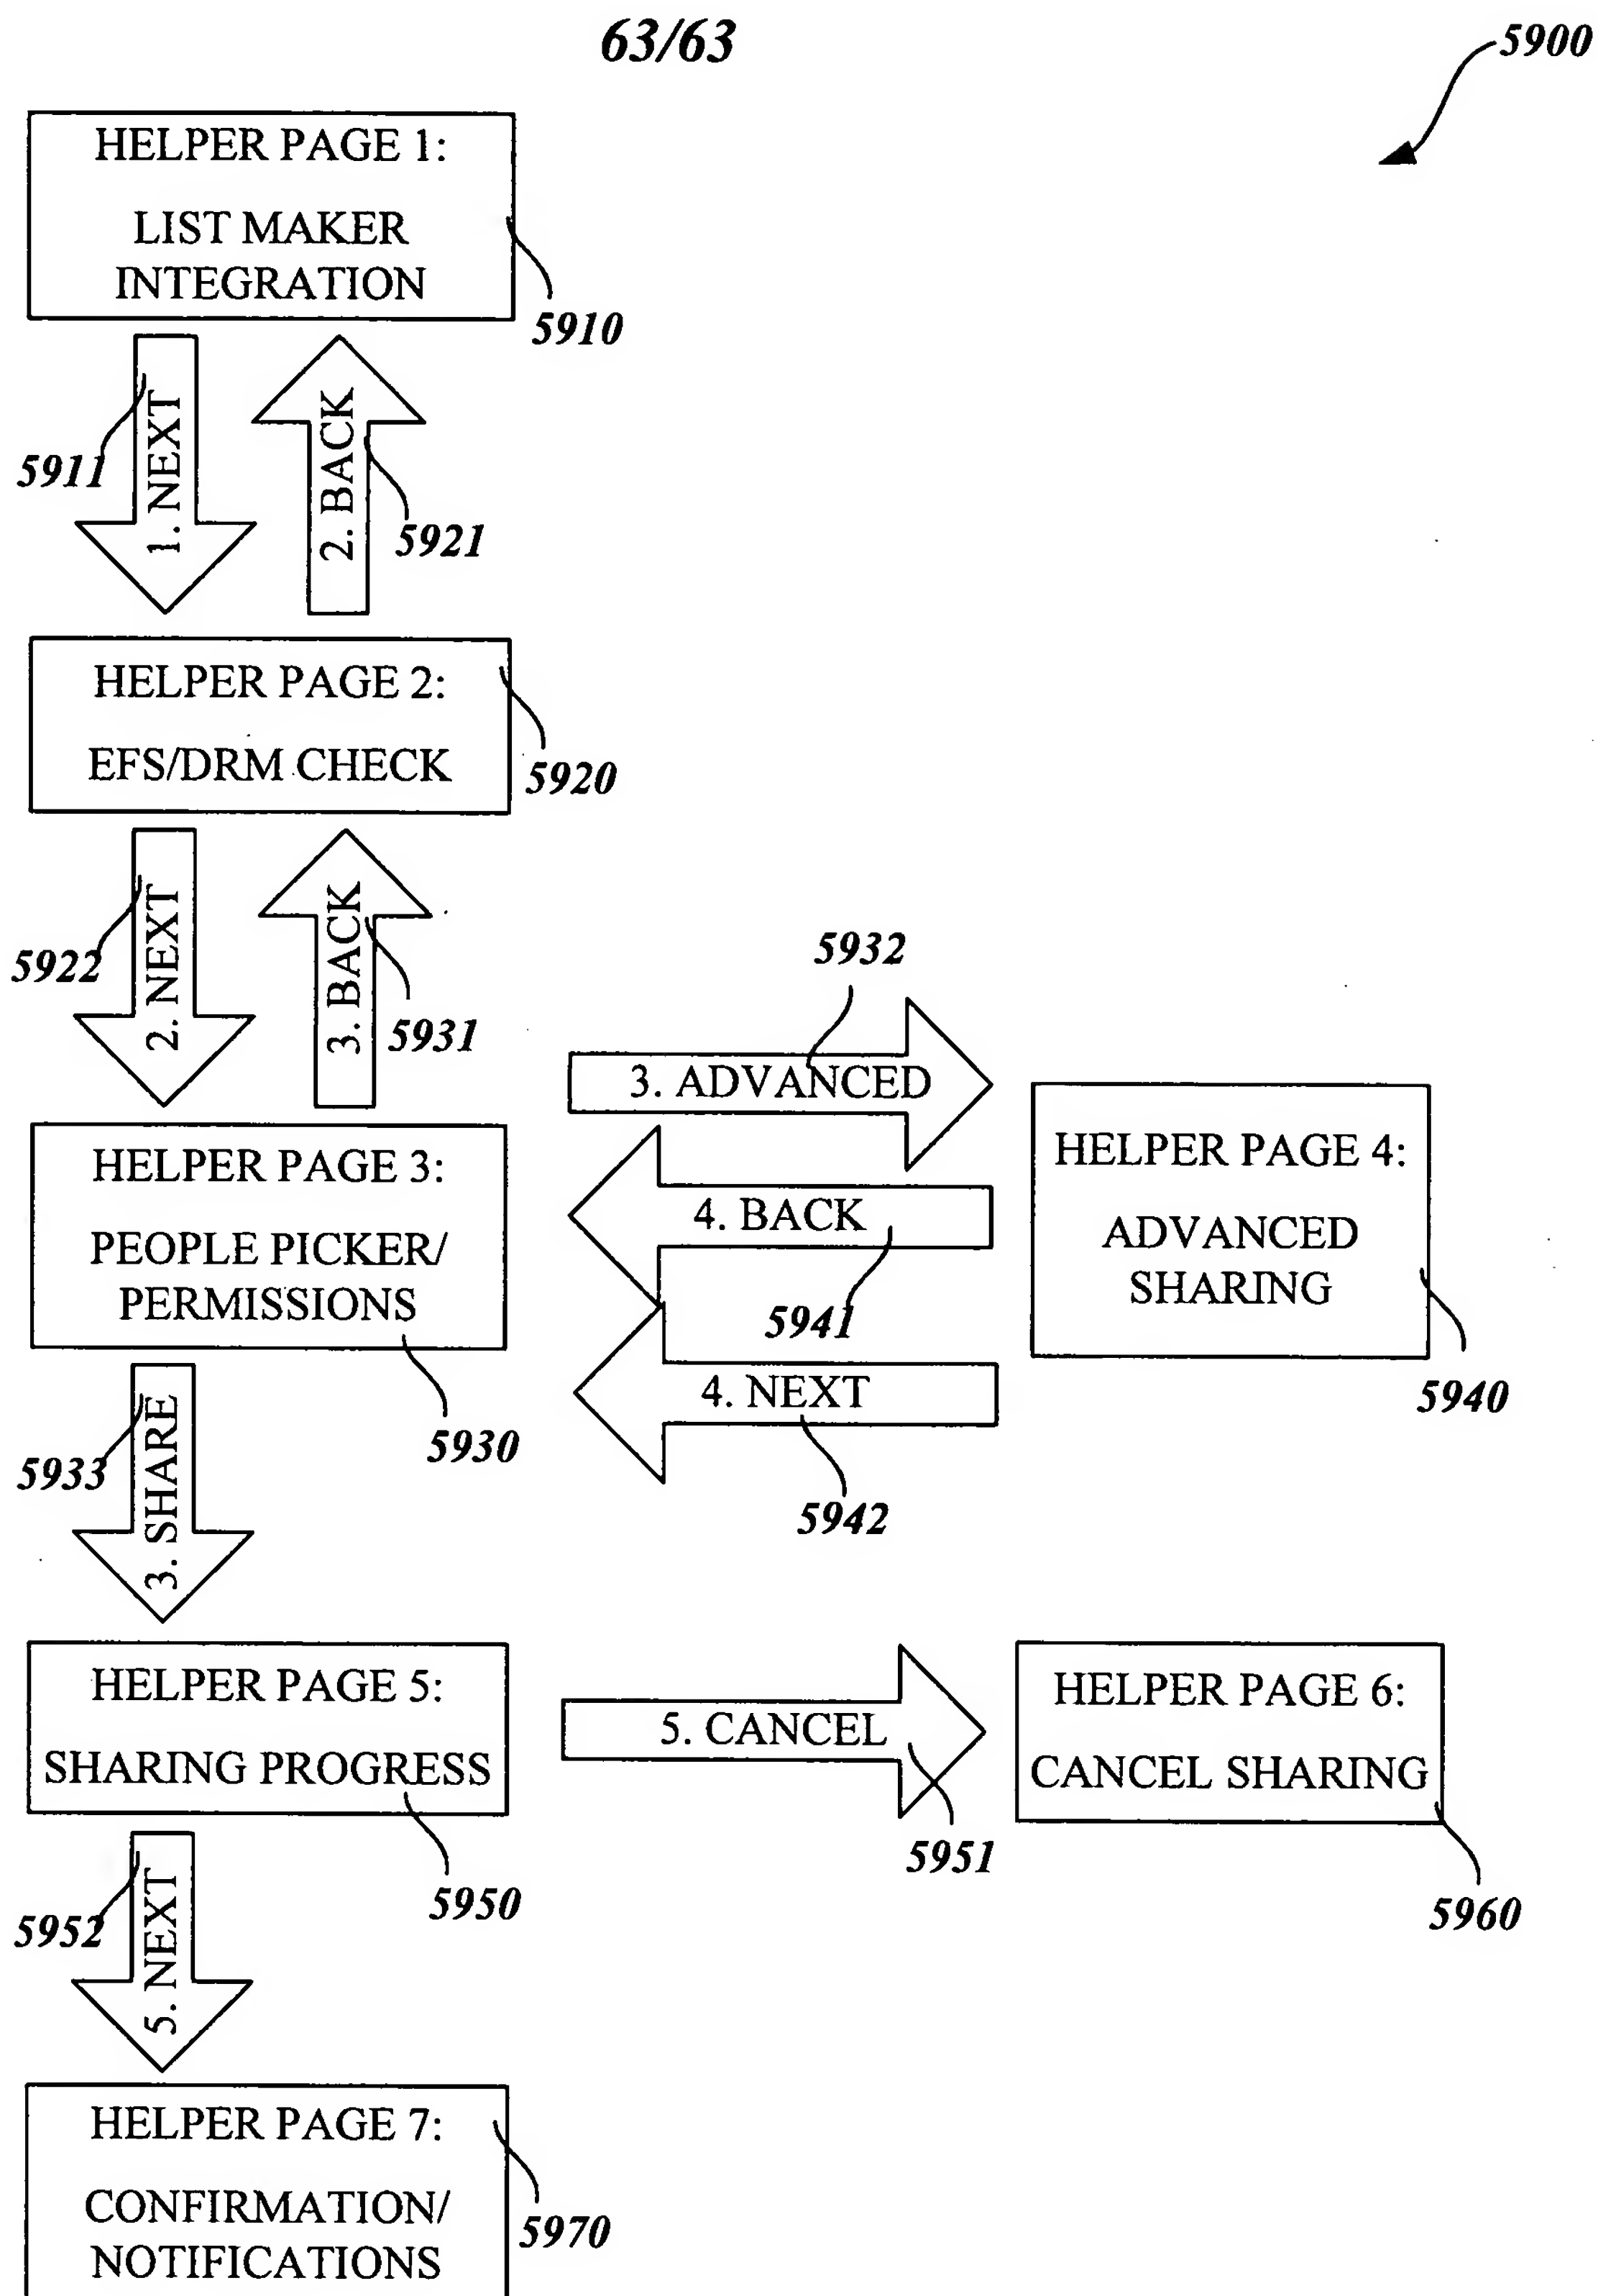 63/63
5900
HELPER PAGE 1:
LIST MAKER
INTEGRATION
5910
1. NEXT
5911
2. BACK
5921
HELPER PAGE 2:
EFS/DRM CHECK
5920
2. NEXT
5922
3. BACK
5931
5932
3. ADVANCED
HELPER PAGE 3:
PEOPLE PICKER/
PERMISSIONS
5930
4. BACK
5941
4. NEXT
5942
HELPER PAGE 4:
ADVANCED
SHARING
5940
3. SHARE
5933
HELPER PAGE 5:
SHARING PROGRESS
5950
5. CANCEL
5951
HELPER PAGE 6:
CANCEL SHARING
5960
5. NEXT
5952
HELPER PAGE 7:
CONFIRMATION/
NOTIFICATIONS
5970